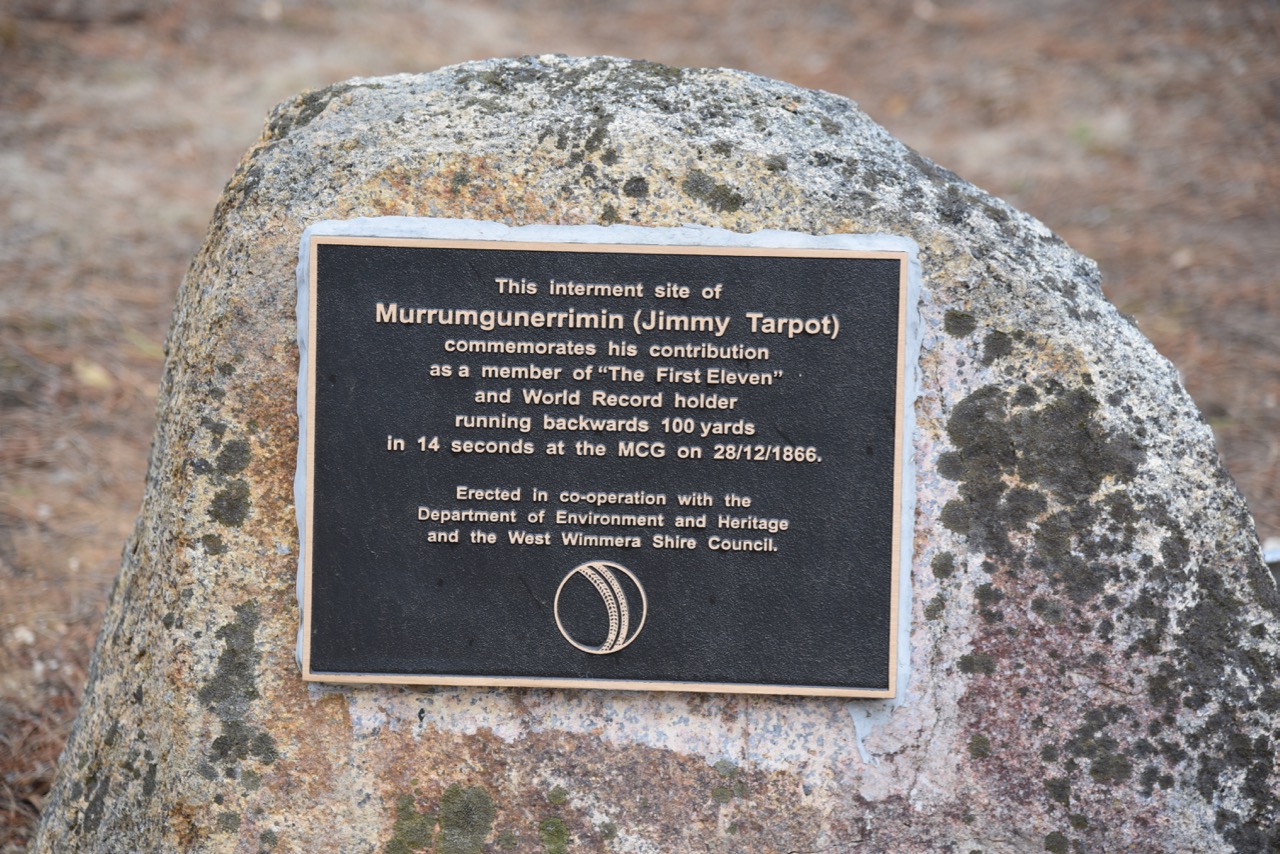 This interment site of
Murrumgunerrimin (Jimmy Tarpot)
commemorates his contribution
as a member of “The First Eleven”
and World Record holder
running backwards 100 yards
in 14 seconds at the MCG on 28/12/1866.
Erected in co-operation with the
Department of Environment and Heritage
and the West Wimmera Shire Council.